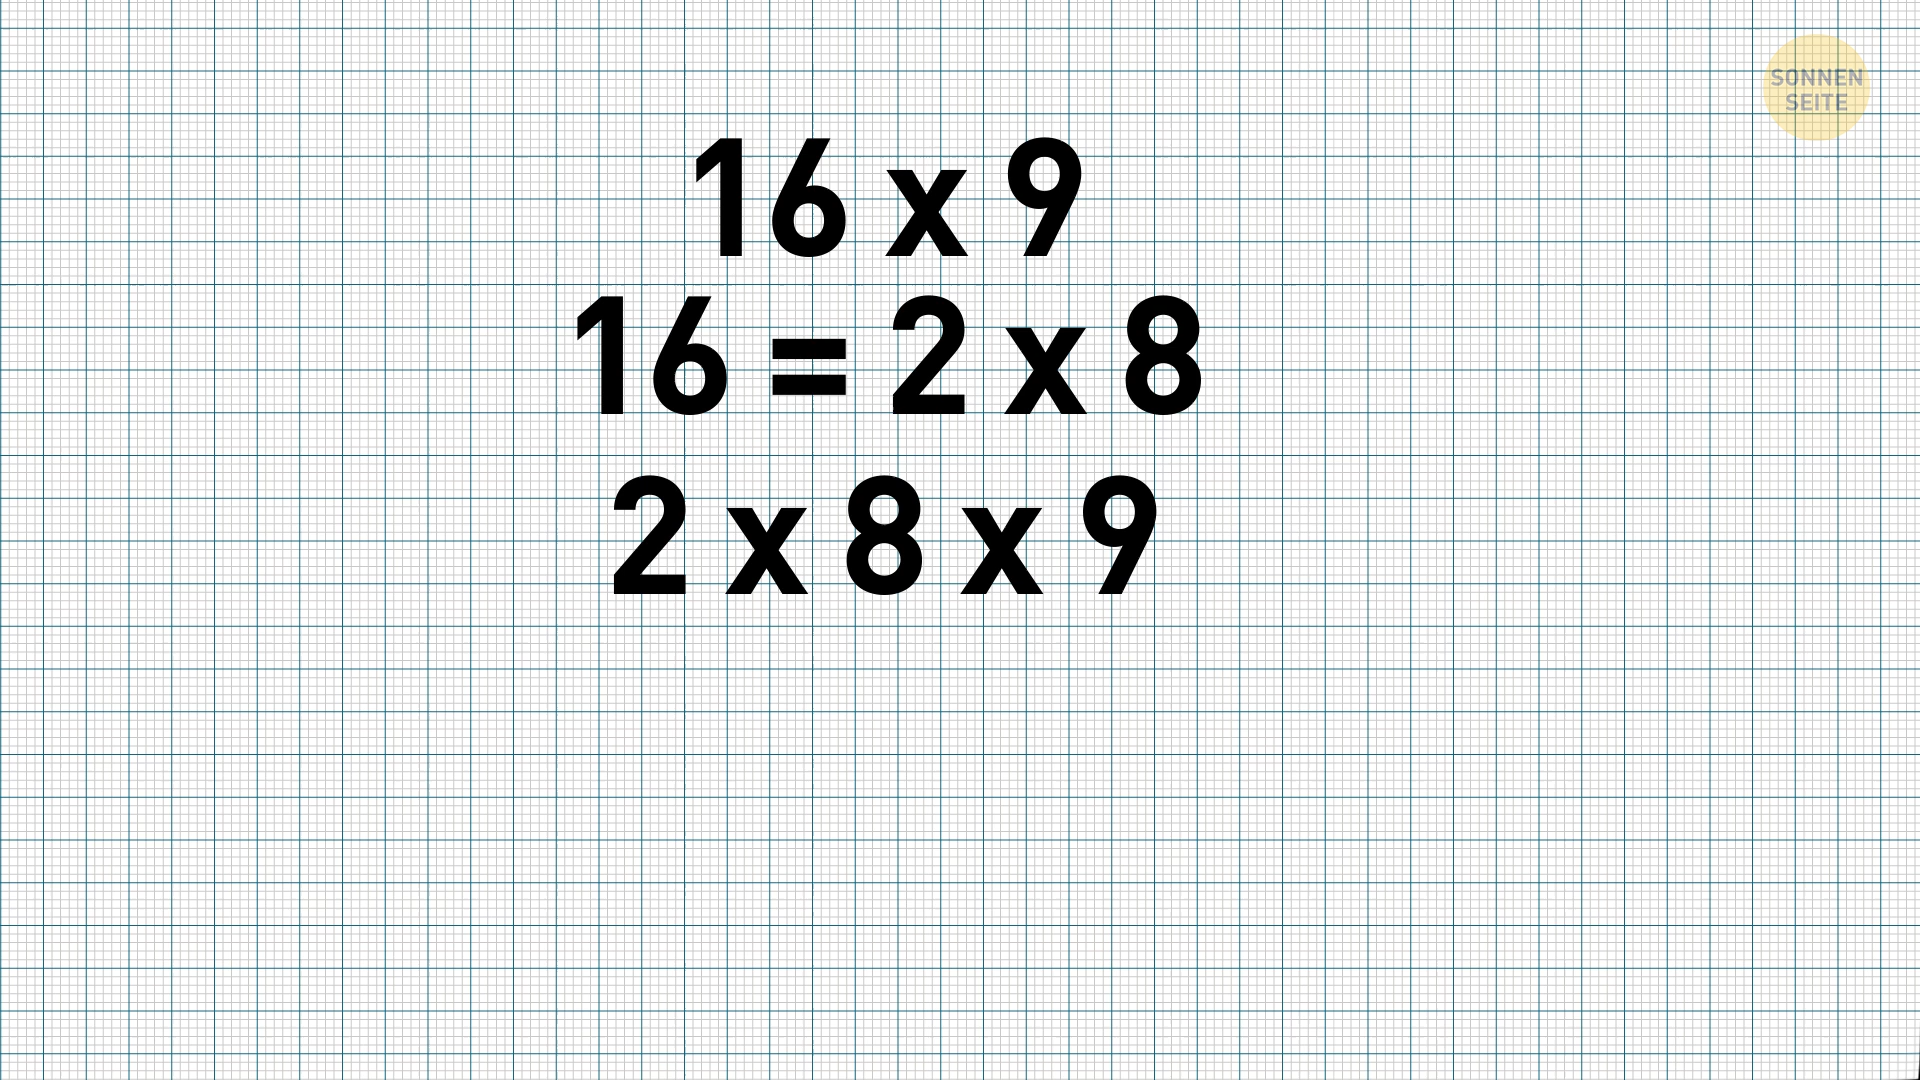 SONNEN
SEITE
16 x 9
16 = 2 x 8
2 x 8 x 9